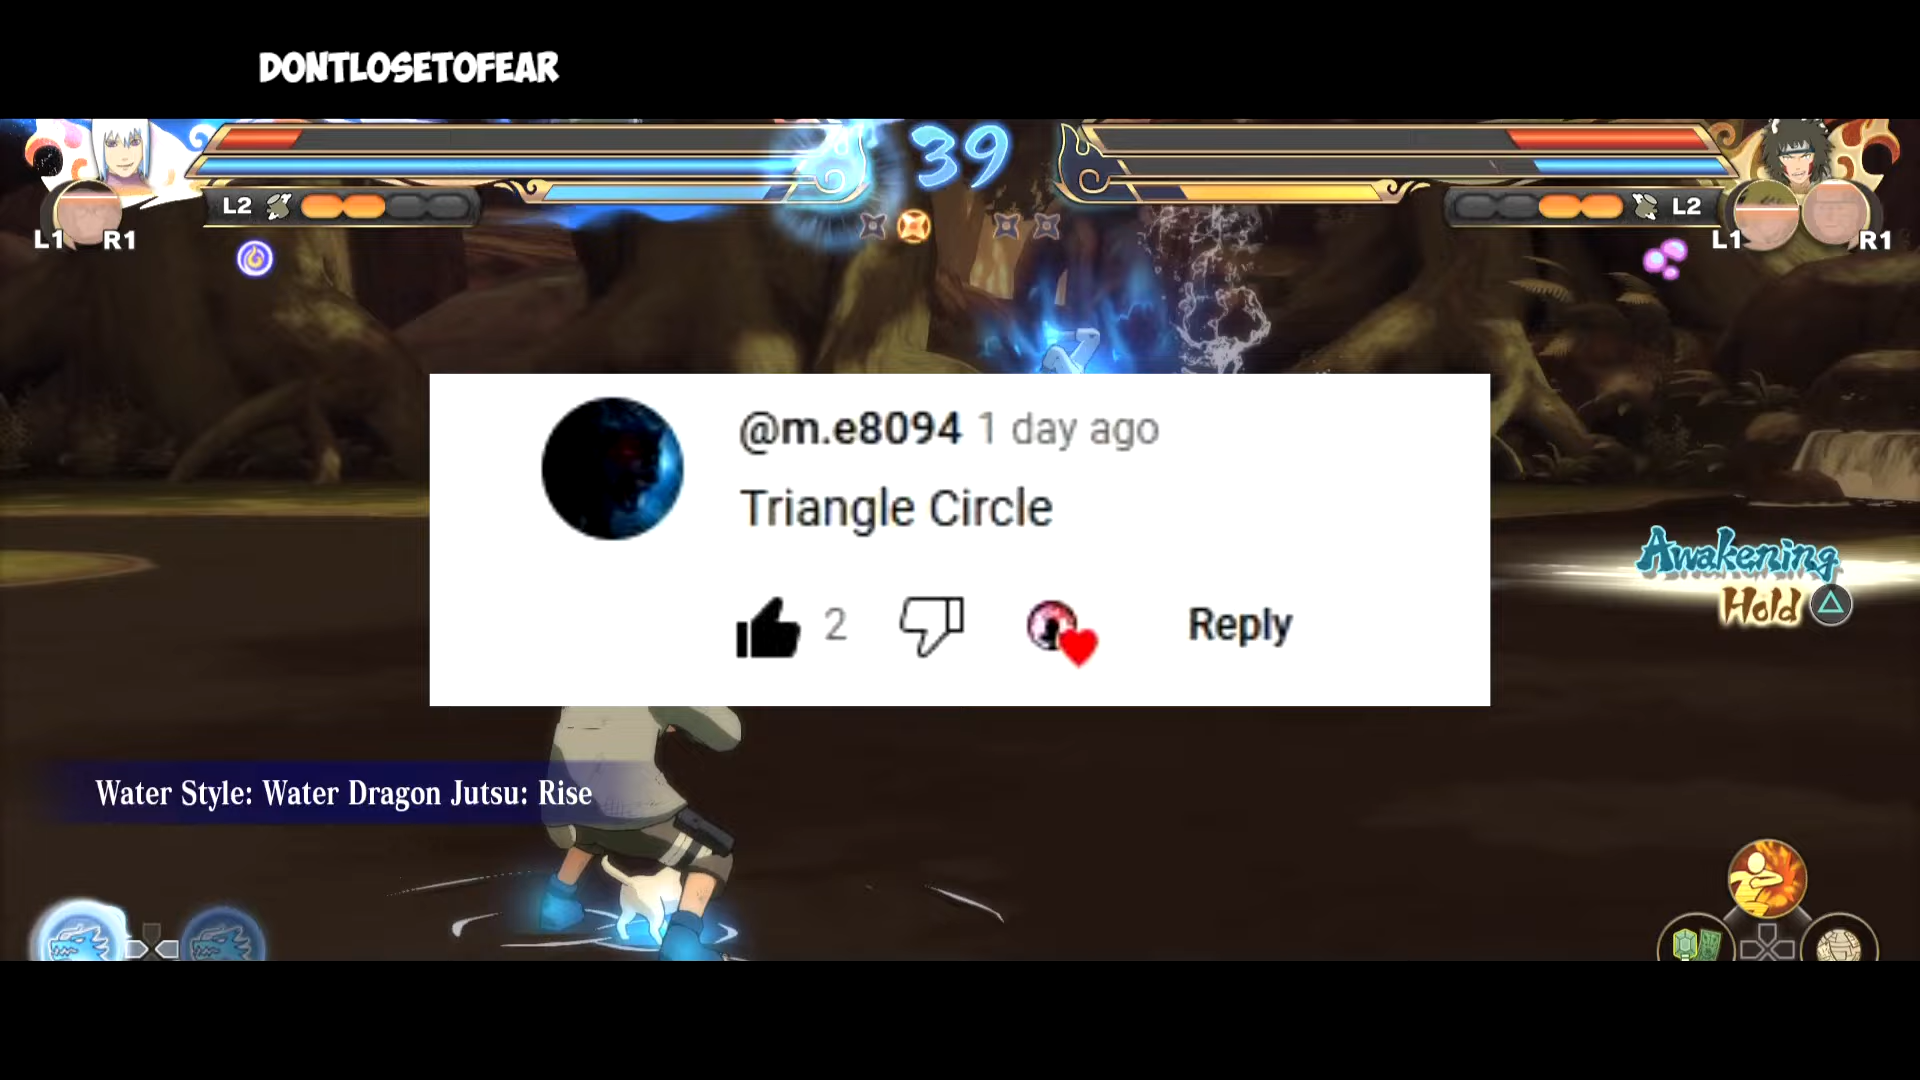 DONTLOSETOFEAR
39
L2
L2
L1 R1
L1 R1
@m.e8094 1 day ago
Triangle Circle
2
Reply
Awakening
Hold
Water Style: Water Dragon Jutsu: Rise